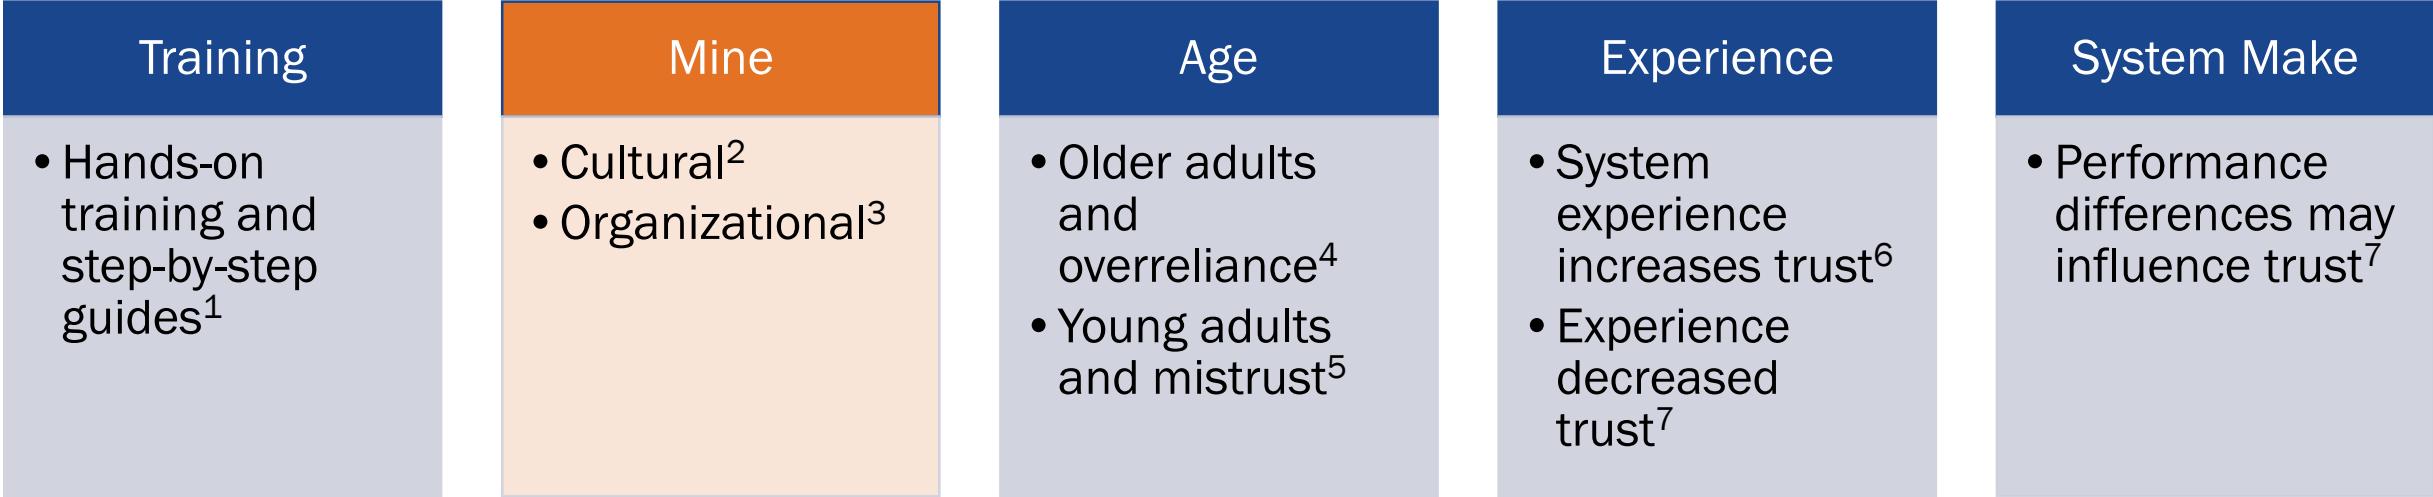 Training
• Hands-on
training and
step-by-step
guides¹
Mine
• Cultural²
• Organizational³
Age
• Older adults
and
overreliance⁴
• Young adults
and mistrust⁵
Experience
• System
experience
increases trust⁶
• Experience
decreased
trust⁷
System Make
• Performance
differences may
influence trust⁷